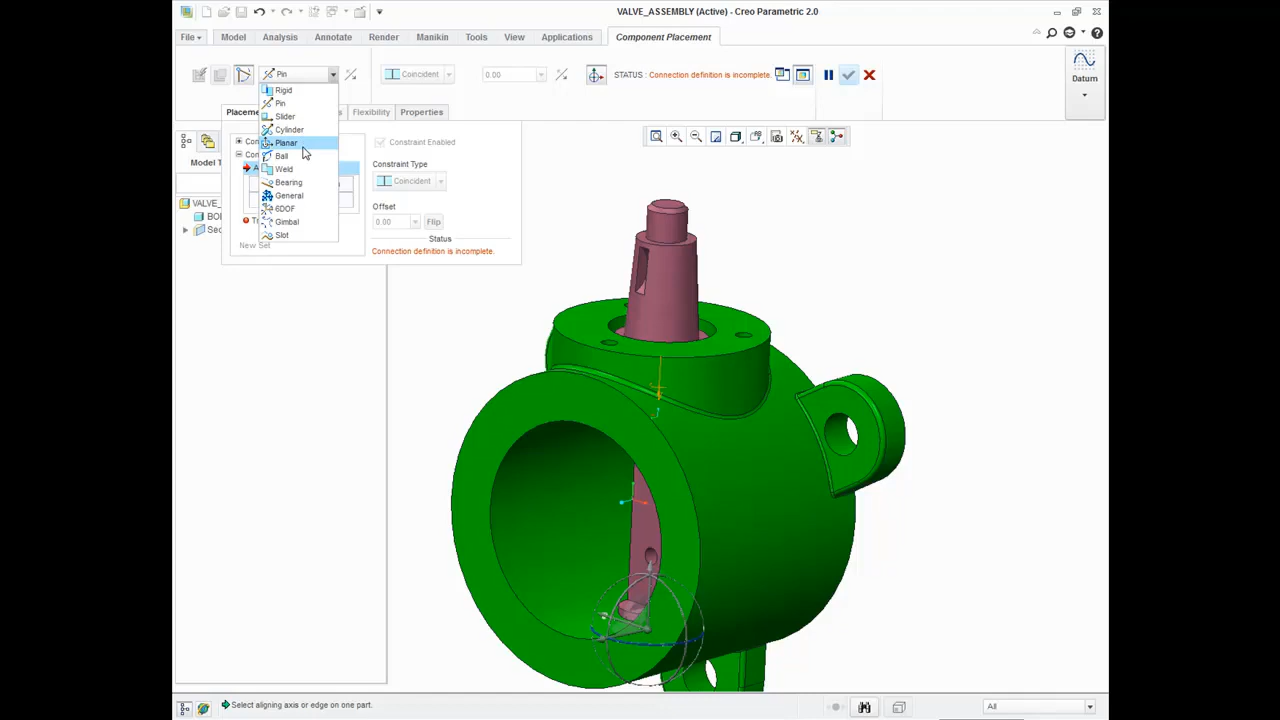 VALVE_ASSEMBLY (Active) - Creo Parametric 2.0
File Model Analysis Annotate Render Manikin Tools View Applications Component Placement
Pin Coincident 0.00 STATUS : Connection definition is incomplete. Datum
Rigid
Pin
Slider
Cylinder
Planar
Ball
Weld
Bearing
General
6DOF
Gimbal
Slot
Flexibility Properties
Constraint Enabled
Constraint Type
Coincident
Offset
0.00 Flip
Status
Connection definition is incomplete.
New Set
Model T
VALVE_
BOD
Sec
Select aligning axis or edge on one part.
All